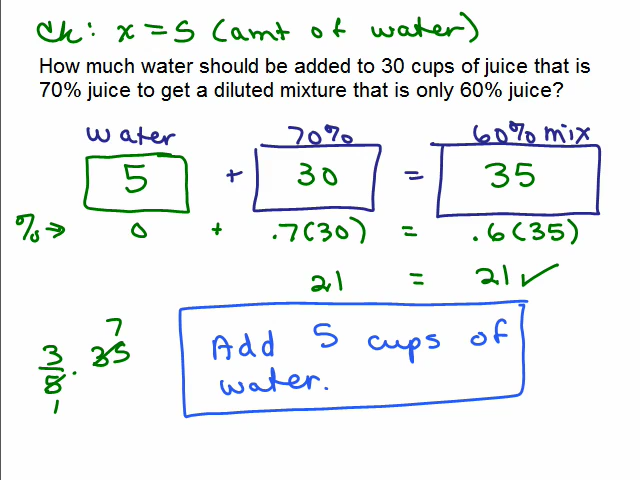 Ck: x = 5 (amt of water)
How much water should be added to 30 cups of juice that is
70% juice to get a diluted mixture that is only 60% juice?
water 70% 60% mix
5 + 30 = 35
% → 0 + .7(30) = .6(35)
21 = 21 ✓
7
3/5 · 35
1
Add 5 cups of
water.